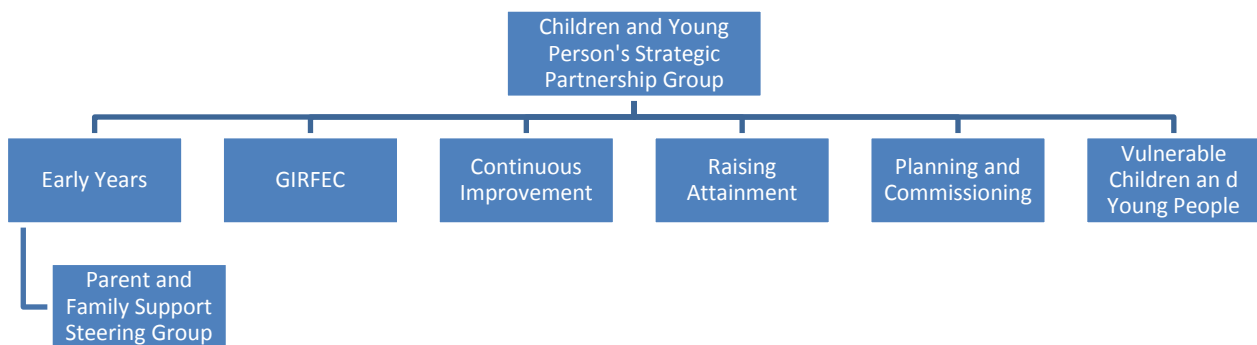 Children and Young
Person's Strategic
Partnership Group
Early Years
GIRFEC
Continuous
Improvement
Raising
Attainment
Planning and
Commissioning
Vulnerable
Children an d
Young People
Parent and
Family Support
Steering Group